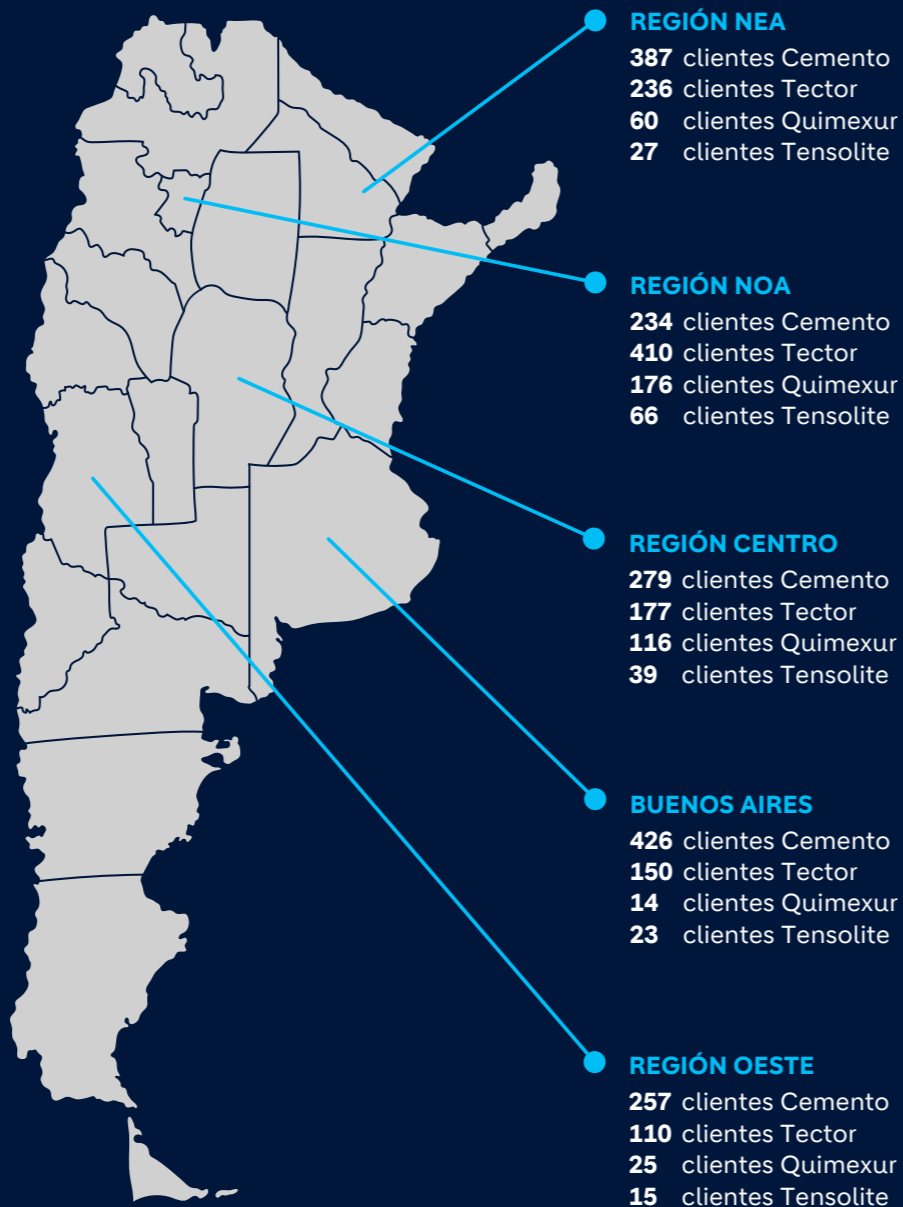 REGIÓN NEA
387 clientes Cemento
236 clientes Tector
60 clientes Quimexur
27 clientes Tensolite
REGIÓN NOA
234 clientes Cemento
410 clientes Tector
176 clientes Quimexur
66 clientes Tensolite
REGIÓN CENTRO
279 clientes Cemento
177 clientes Tector
116 clientes Quimexur
39 clientes Tensolite
BUENOS AIRES
426 clientes Cemento
150 clientes Tector
14 clientes Quimexur
23 clientes Tensolite
REGIÓN OESTE
257 clientes Cemento
110 clientes Tector
25 clientes Quimexur
15 clientes Tensolite